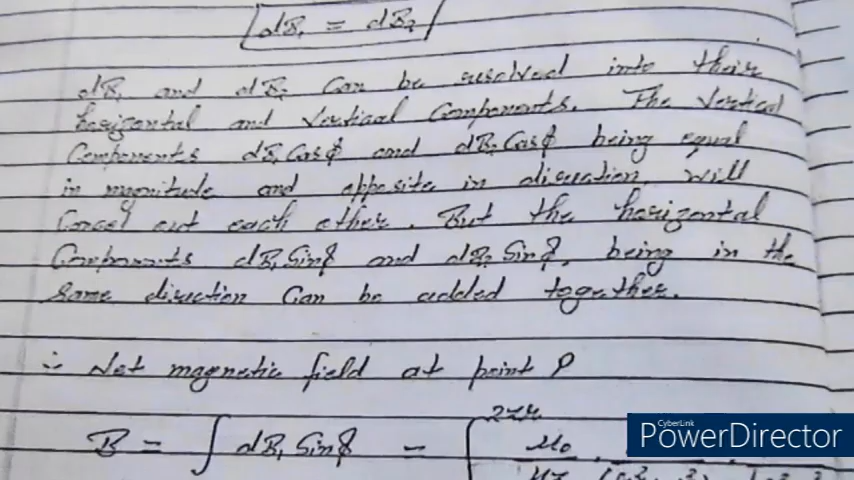 dB₁ = dB₂
dB₁ and dB₂ Can be resolved into their
horizontal and vertical Components. The vertical
Components dB₁ Cosϕ and dB₂ Cosϕ being equal
in magnitude and opposite in direction, will
Cancel out each other. But the horizontal
Components dB₁ Sinϕ and dB₂ Sinϕ, being in the
same direction Can be added together.
∴ Net magnetic field at point P
B = ∫ dB₁ Sinϕ = ∫ 2πr μ₀
CyberLink
PowerDirector